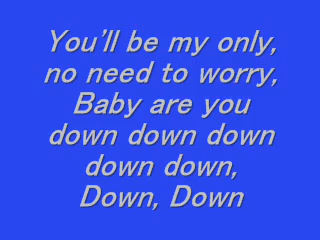 You'll be my only,
no need to worry,
Baby are you
down down down
down down,
Down, Down